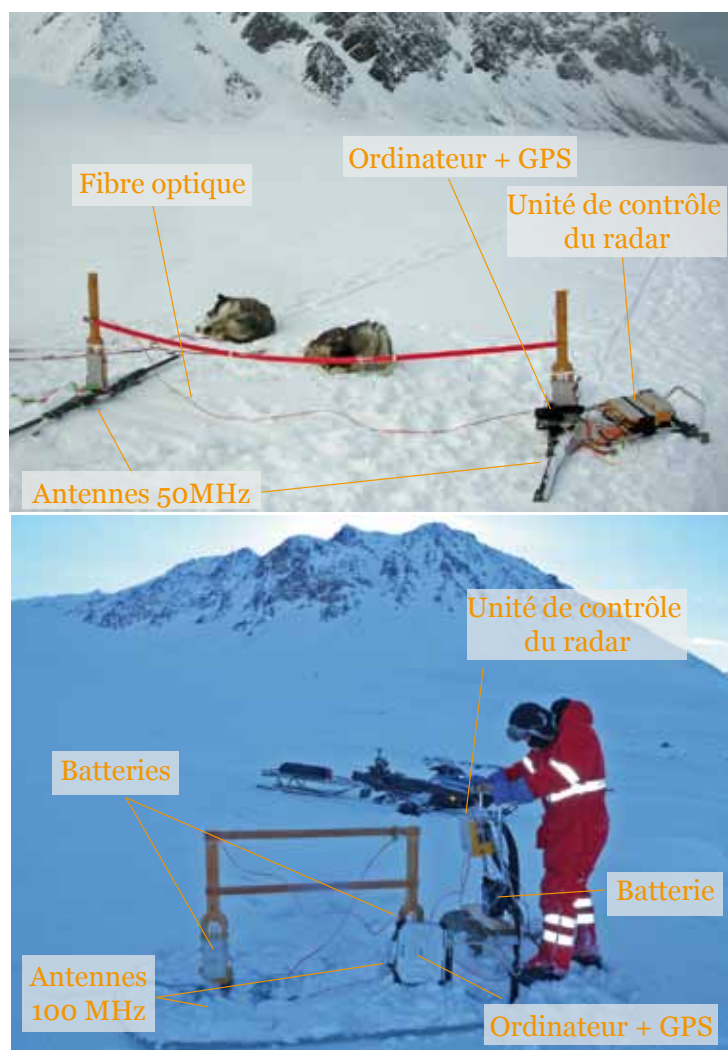 Ordinateur + GPS
Fibre optique
Unité de contrôle
du radar
Antennes 50MHz
Unité de contrôle
du radar
Batteries
Batterie
Antennes
100 MHz
Ordinateur + GPS